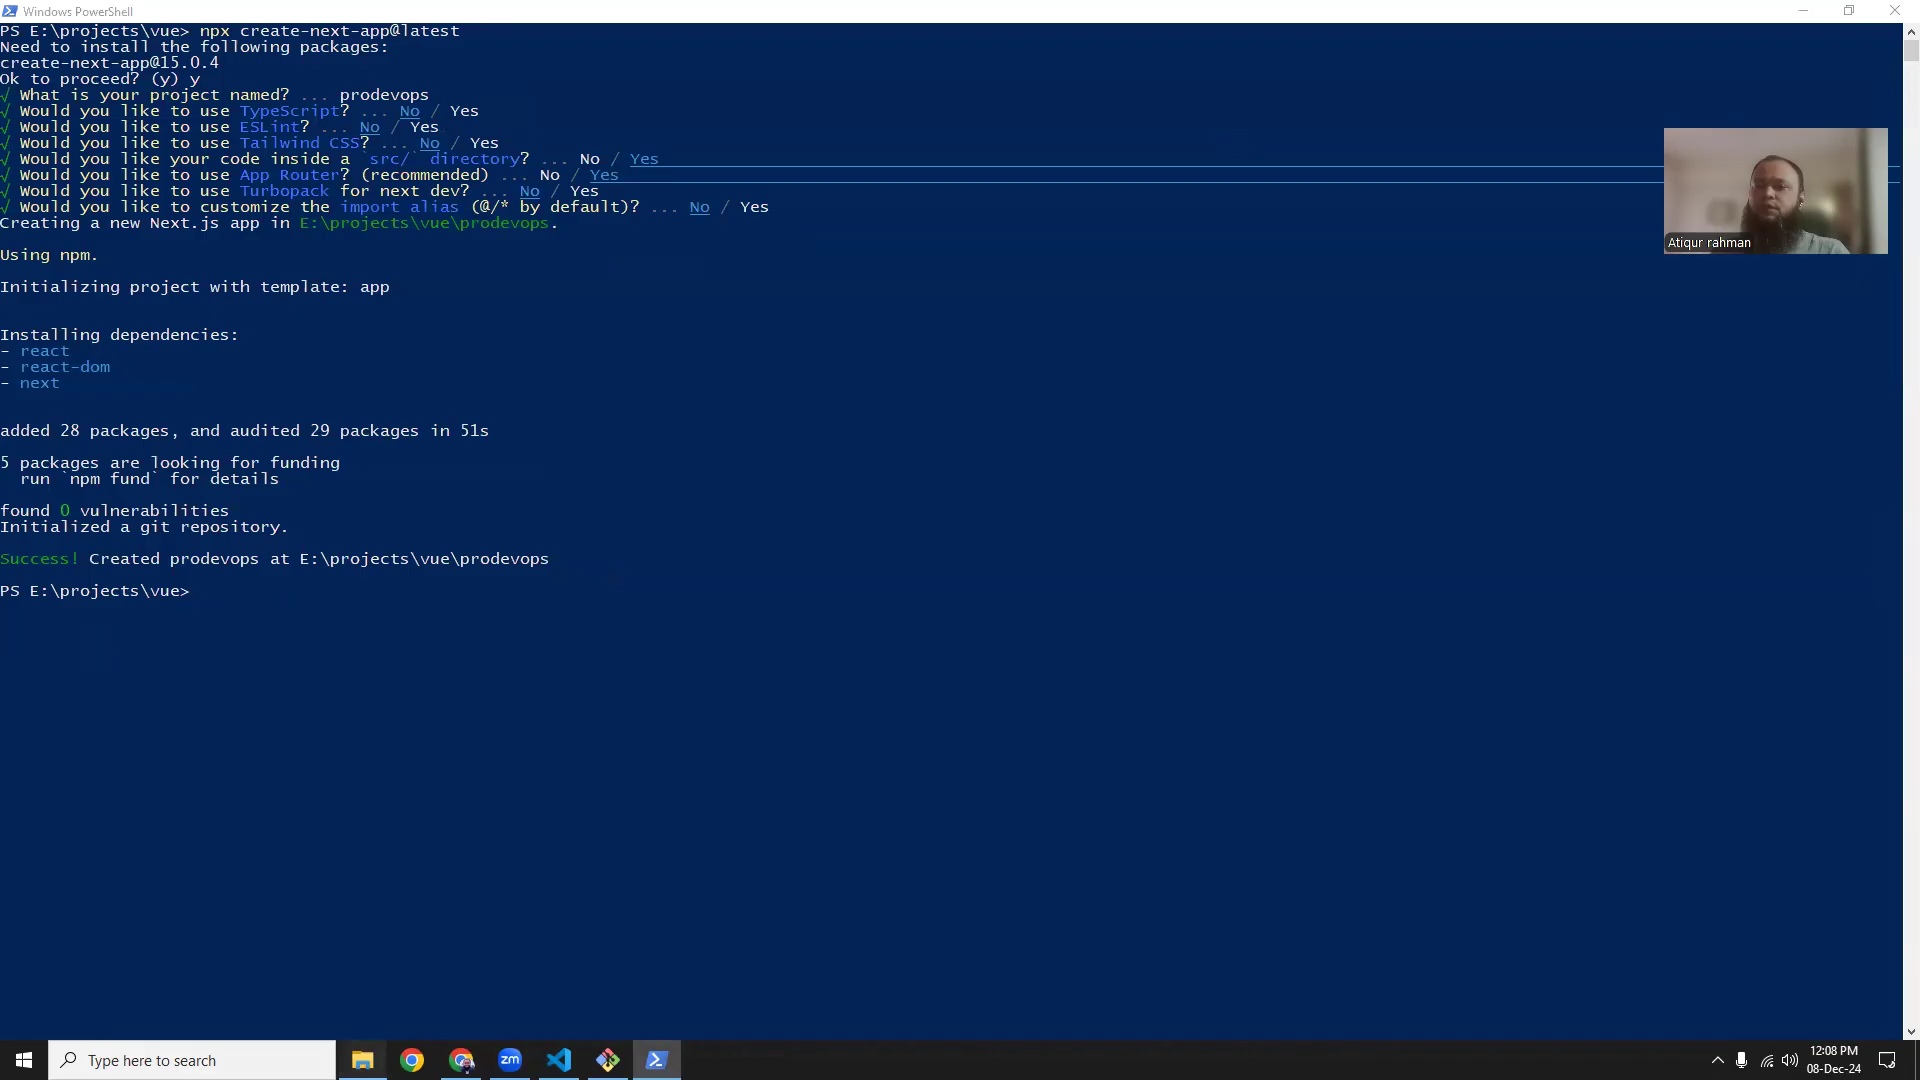 Windows PowerShell
PS E:\projects\vue> npx create-next-app@latest
Need to install the following packages:
create-next-app@15.0.4
Ok to proceed? (y) y
√ What is your project named? ... prodevops
√ Would you like to use TypeScript? ... No / Yes
√ Would you like to use ESLint? ... No / Yes
√ Would you like to use Tailwind CSS? ... No / Yes
√ Would you like your code inside a `src/` directory? ... No / Yes
√ Would you like to use App Router? (recommended) ... No / Yes
√ Would you like to use Turbopack for next dev? ... No / Yes
√ Would you like to customize the import alias (@/* by default)? ... No / Yes
Creating a new Next.js app in E:\projects\vue\prodevops.
Atiqur rahman
Using npm.
Initializing project with template: app
Installing dependencies:
- react
- react-dom
- next
added 28 packages, and audited 29 packages in 51s
5 packages are looking for funding
run `npm fund` for details
found 0 vulnerabilities
Initialized a git repository.
Success! Created prodevops at E:\projects\vue\prodevops
PS E:\projects\vue>
Type here to search
zm
12:08 PM
08-Dec-24